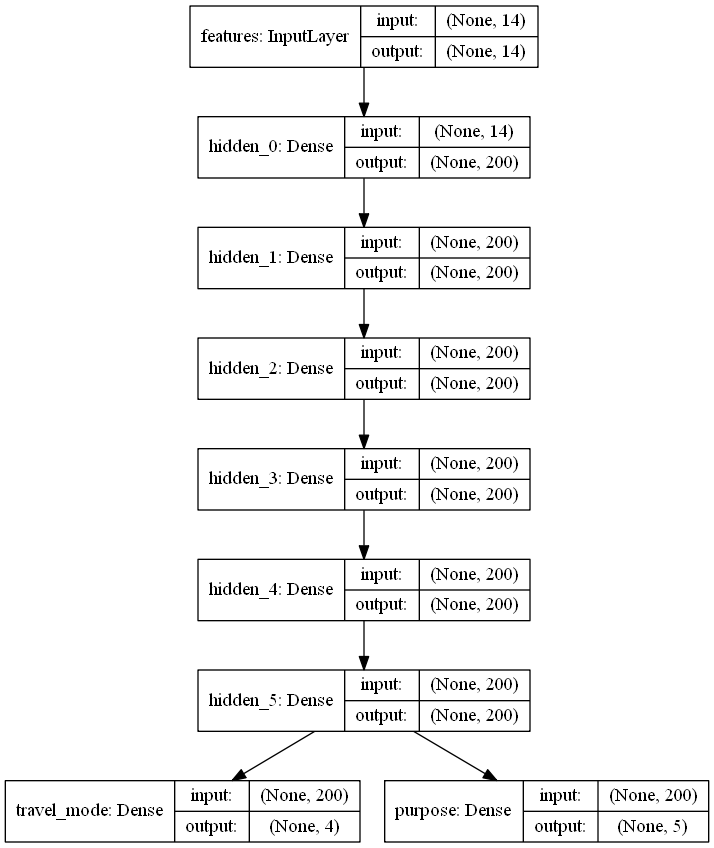 features: InputLayer
input: (None, 14)
output: (None, 14)
hidden_0: Dense
input: (None, 14)
output: (None, 200)
hidden_1: Dense
input: (None, 200)
output: (None, 200)
hidden_2: Dense
input: (None, 200)
output: (None, 200)
hidden_3: Dense
input: (None, 200)
output: (None, 200)
hidden_4: Dense
input: (None, 200)
output: (None, 200)
hidden_5: Dense
input: (None, 200)
output: (None, 200)
travel_mode: Dense
input: (None, 200)
output: (None, 4)
purpose: Dense
input: (None, 200)
output: (None, 5)